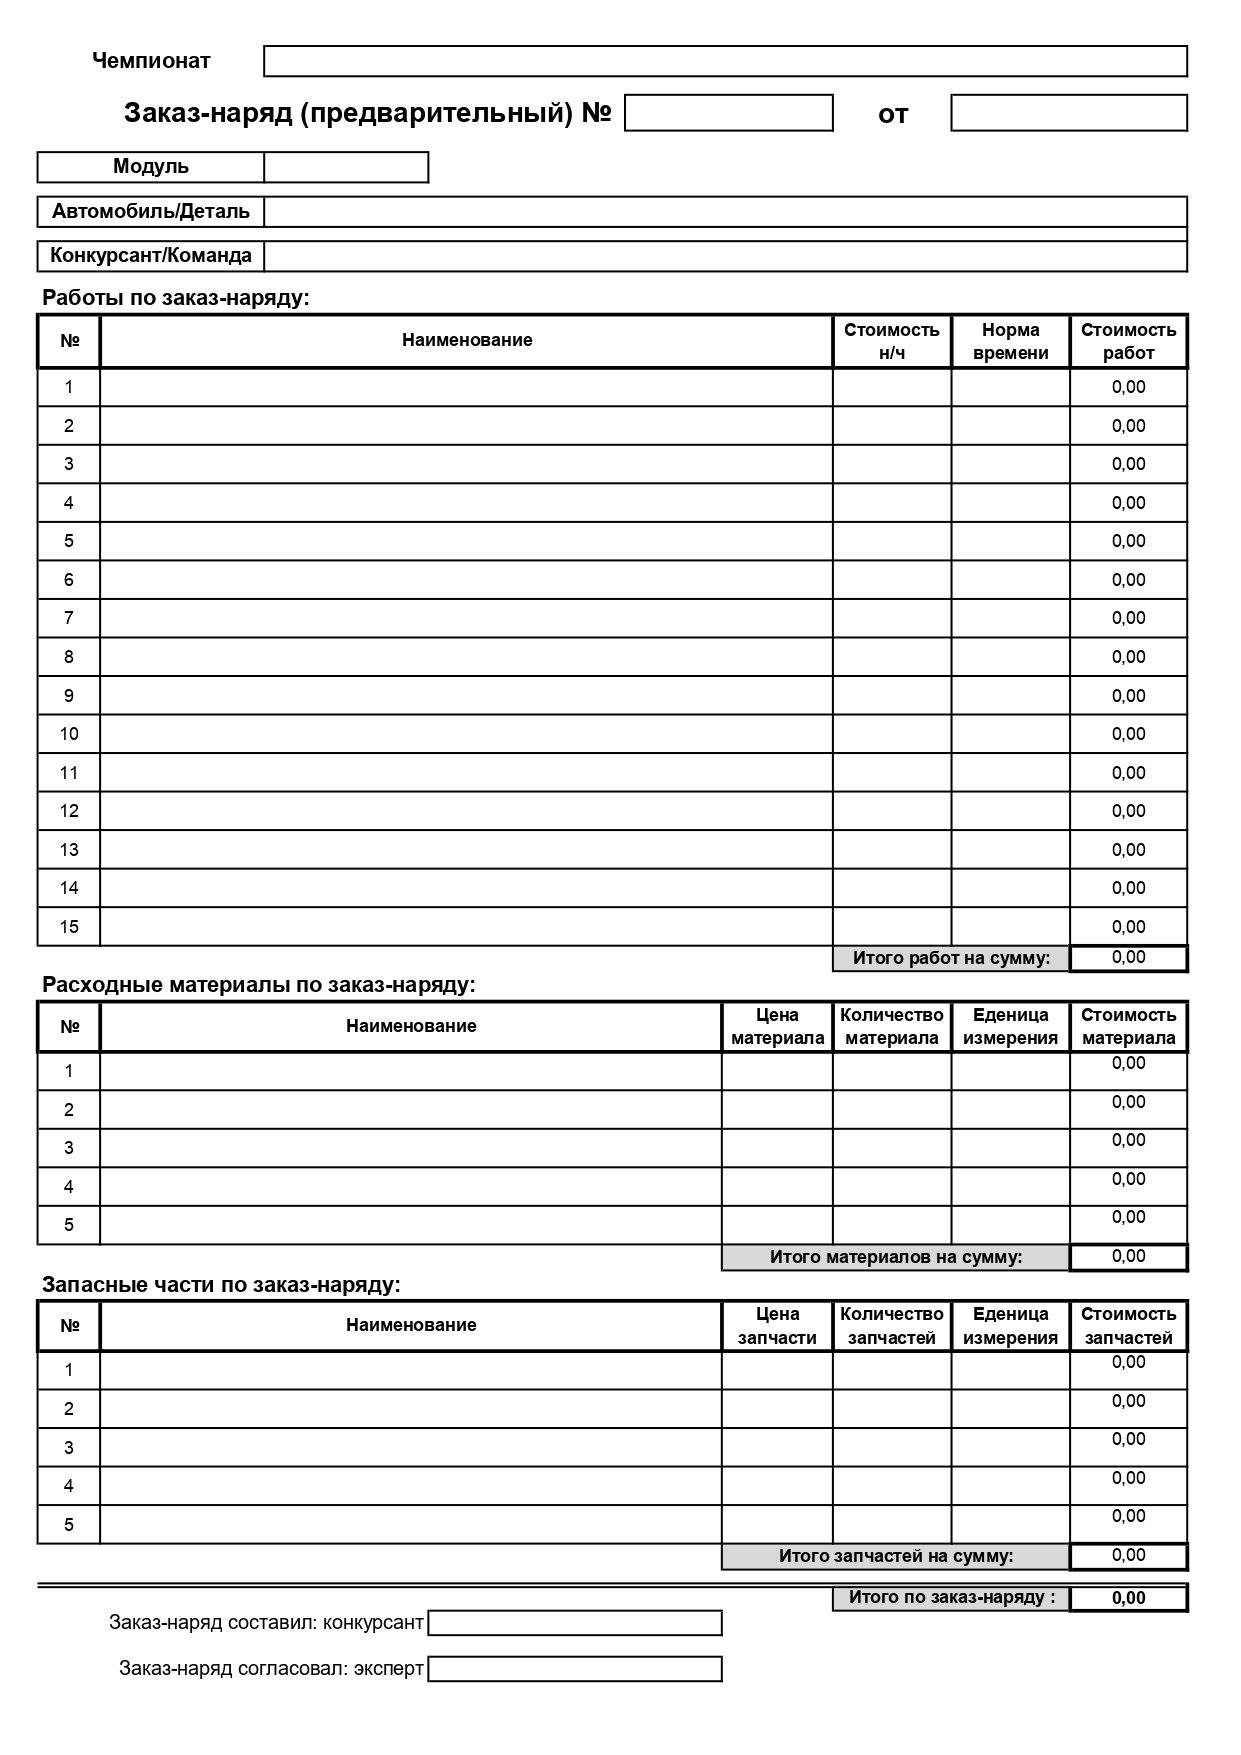 Чемпионат
Заказ-наряд (предварительный) № от
Модуль
Автомобиль/Деталь
Конкурсант/Команда
Работы по заказ-наряду:
№ Наименование Стоимость н/ч Норма времени Стоимость работ
1 0,00
2 0,00
3 0,00
4 0,00
5 0,00
6 0,00
7 0,00
8 0,00
9 0,00
10 0,00
11 0,00
12 0,00
13 0,00
14 0,00
15 0,00
Итого работ на сумму: 0,00
Расходные материалы по заказ-наряду:
№ Наименование Цена материала Количество материала Еденица измерения Стоимость материала
1 0,00
2 0,00
3 0,00
4 0,00
5 0,00
Итого материалов на сумму: 0,00
Запасные части по заказ-наряду:
№ Наименование Цена запчасти Количество запчастей Еденица измерения Стоимость запчастей
1 0,00
2 0,00
3 0,00
4 0,00
5 0,00
Итого запчастей на сумму: 0,00
Итого по заказ-наряду : 0,00
Заказ-наряд составил: конкурсант
Заказ-наряд согласовал: эксперт